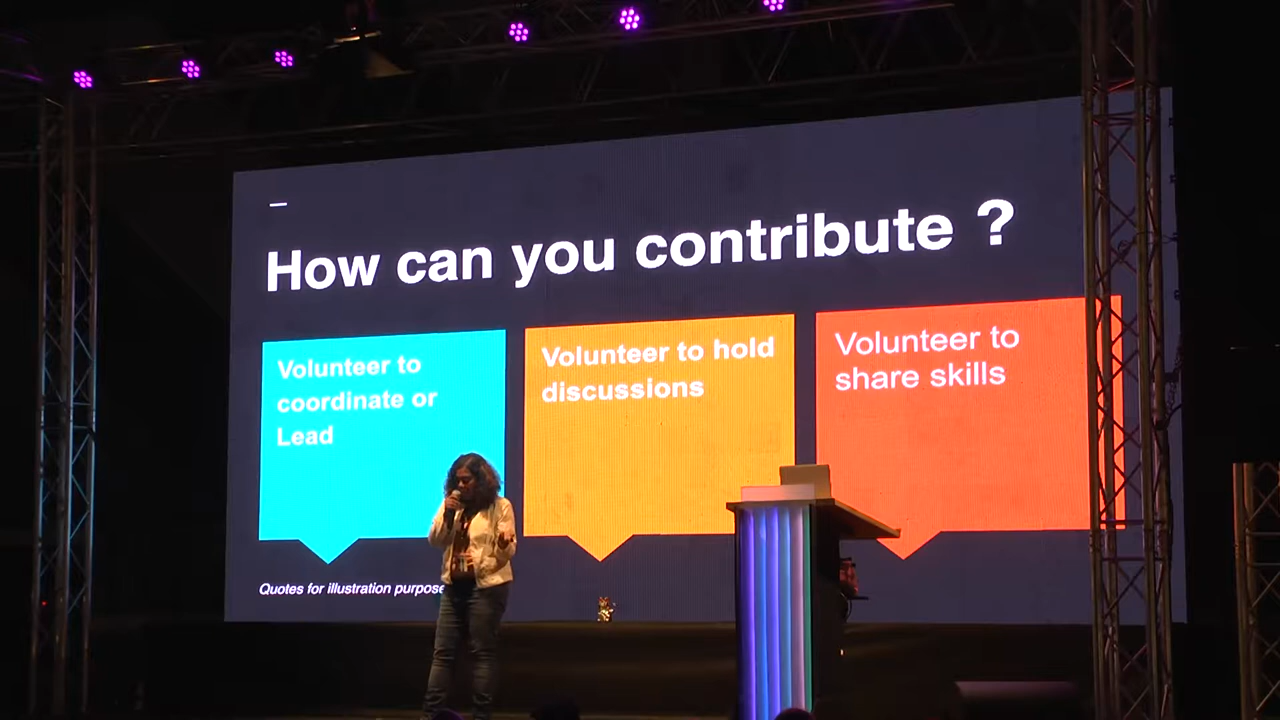 How can you contribute ?
Volunteer to
coordinate or
Lead
Volunteer to hold
discussions
Volunteer to
share skills
Quotes for illustration